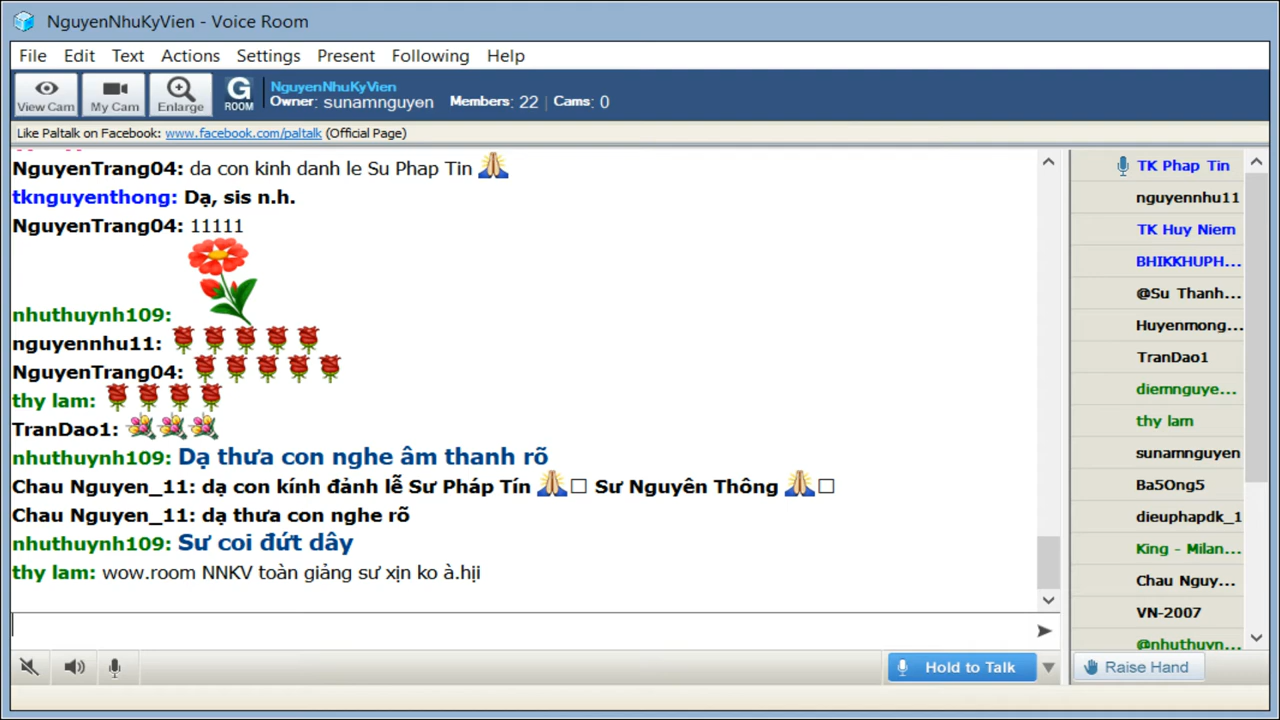 NguyenNhuKyVien - Voice Room
File Edit Text Actions Settings Present Following Help
View Cam My Cam Enlarge G ROOM
NguyenNhuKyVien
Owner: sunamnguyen Members: 22 | Cams: 0
Like Paltalk on Facebook: www.facebook.com/paltalk (Official Page)
NguyenTrang04: da con kinh danh le Su Phap Tin
tknguyenthong: Dạ, sis n.h.
NguyenTrang04: 11111
nhuthuynh109:
nguyennhu11:
NguyenTrang04:
thy lam:
TranDao1:
nhuthuynh109: Dạ thưa con nghe âm thanh rõ
Chau Nguyen_11: dạ con kính đảnh lễ Sư Pháp Tín 🙏□ Sư Nguyên Thông 🙏□
Chau Nguyen_11: dạ thưa con nghe rõ
nhuthuynh109: Sư coi đứt dây
thy lam: wow.room NNKV toàn giảng sư xịn ko à.hịi
TK Phap Tin
nguyennhu11
TK Huy Niem
BHIKKHUPH...
@Su Thanh...
Huyenmong...
TranDao1
diemnguye...
thy lam
sunamnguyen
Ba5Ong5
dieuphapdk_1
King - Milan...
Chau Nguy...
VN-2007
@nhuthuyn...
Hold to Talk
Raise Hand